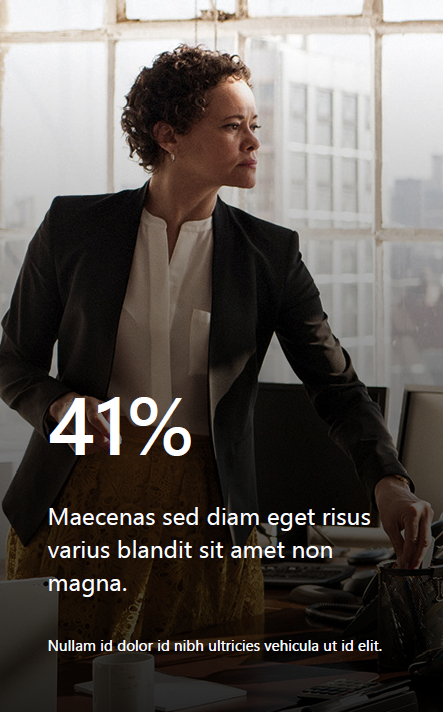 41%
Maecenas sed diam eget risus
varius blandit sit amet non
magna.
Nullam id dolor id nibh ultricies vehicula ut id elit.